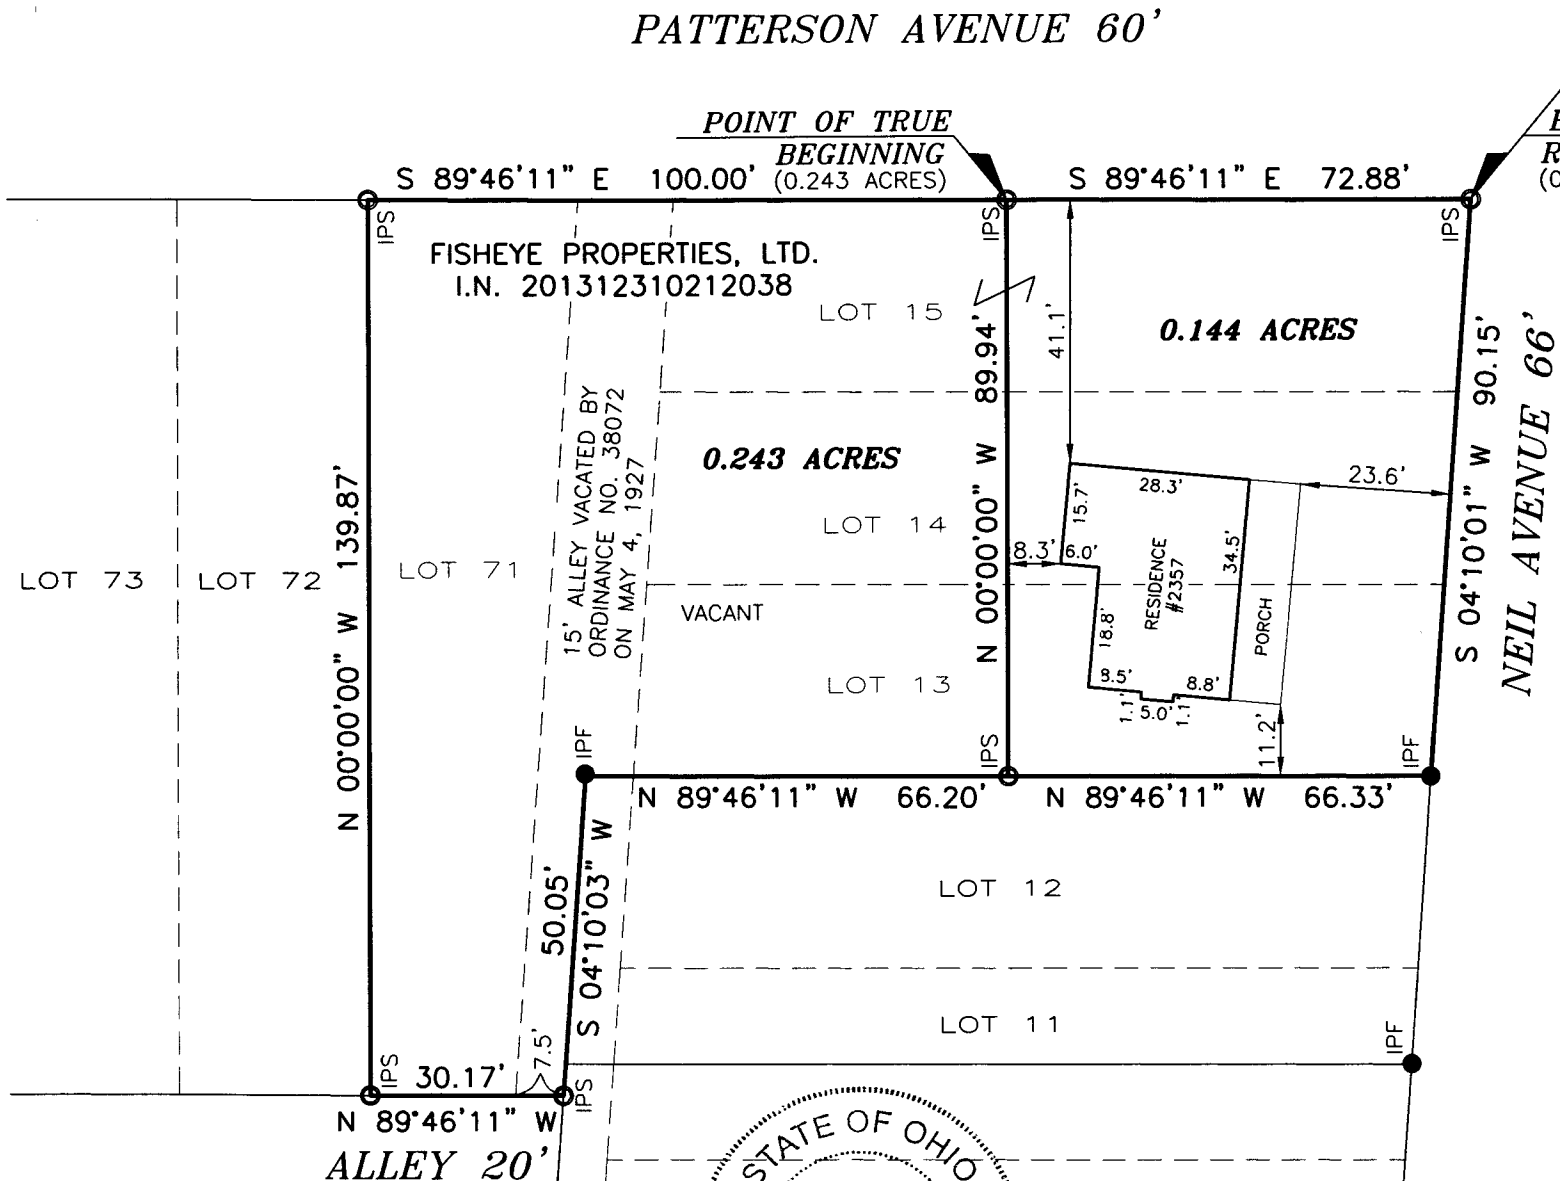 PATTERSON AVENUE 60'
POINT OF TRUE
BEGINNING
(0.243 ACRES)
S 89°46'11" E 100.00'
S 89°46'11" E 72.88'
IPS
IPS
IPS
FISHEYE PROPERTIES, LTD.
I.N. 201312310212038
LOT 15
0.144 ACRES
41.1'
N 00°00'00" W 89.94'
S 04°10'01" W 90.15'
NEIL AVENUE 66'
15' ALLEY VACATED BY
ORDINANCE NO. 38072
ON MAY 4, 1927
0.243 ACRES
LOT 14
28.3'
23.6'
15.7'
8.3'
6.0'
34.5'
RESIDENCE
#2357
PORCH
18.8'
8.5'
8.8'
1.1'
5.0'
1.1'
11.2'
N 00°00'00" W 139.87'
LOT 73
LOT 72
LOT 71
VACANT
LOT 13
IPF
IPS
IPF
N 89°46'11" W 66.20'
N 89°46'11" W 66.33'
50.05'
S 04°10'03" W
LOT 12
LOT 11
IPF
7.5'
IPS
30.17'
IPS
N 89°46'11" W
ALLEY 20'
STATE OF OHIO